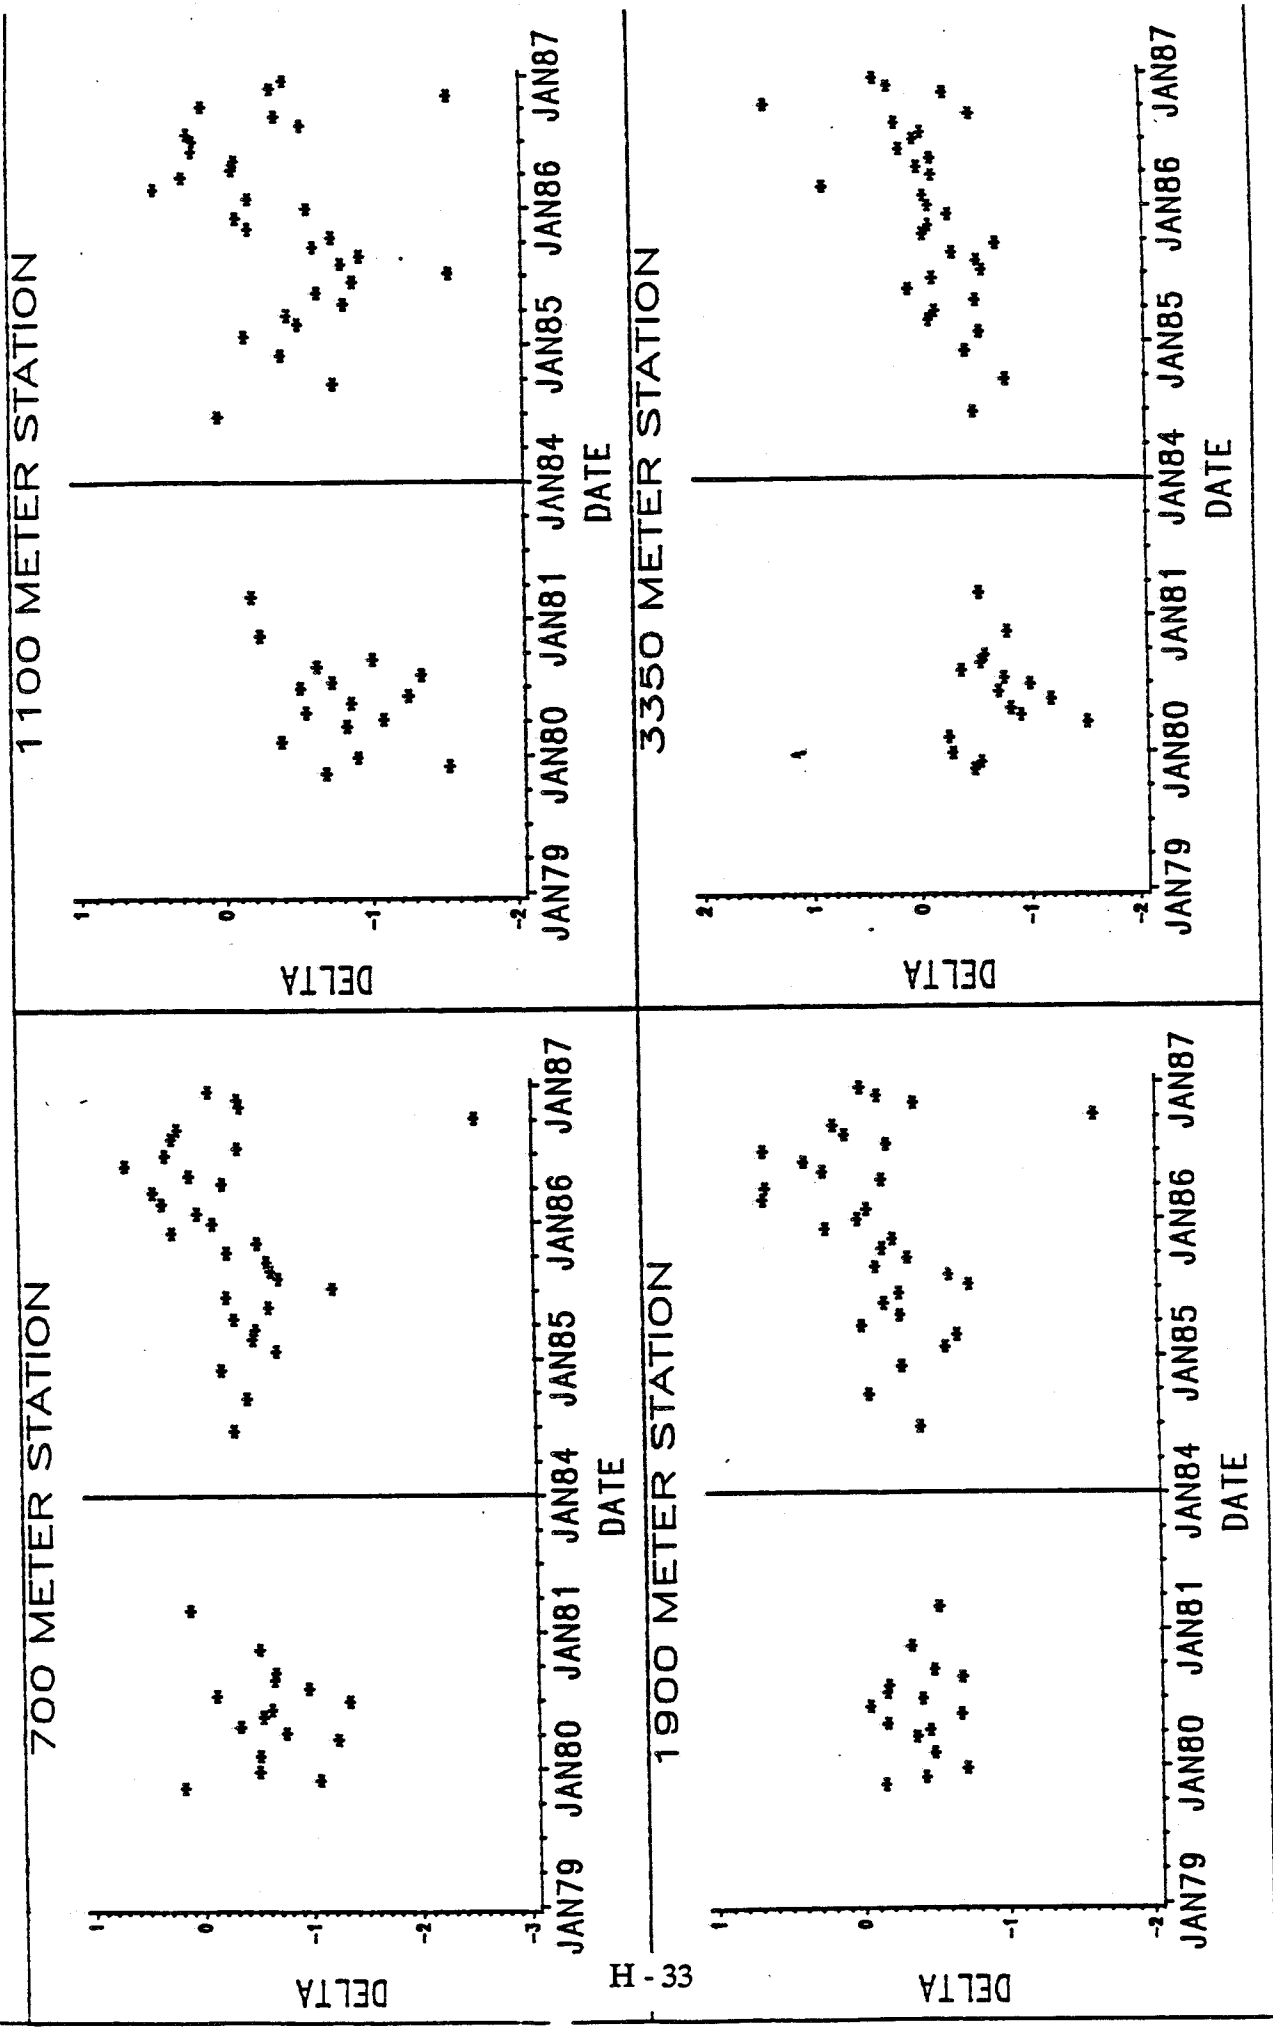 700 METER STATION
DELTA
1
0
-1
-2
-3
JAN79 JAN80 JAN81 JAN84 JAN85 JAN86 JAN87
DATE
1100 METER STATION
DELTA
1
0
-1
-2
JAN79 JAN80 JAN81 JAN84 JAN85 JAN86 JAN87
DATE
1900 METER STATION
DELTA
1
0
-1
-2
JAN79 JAN80 JAN81 JAN84 JAN85 JAN86 JAN87
DATE
3350 METER STATION
DELTA
2
1
0
-1
-2
JAN79 JAN80 JAN81 JAN84 JAN85 JAN86 JAN87
DATE
H - 33